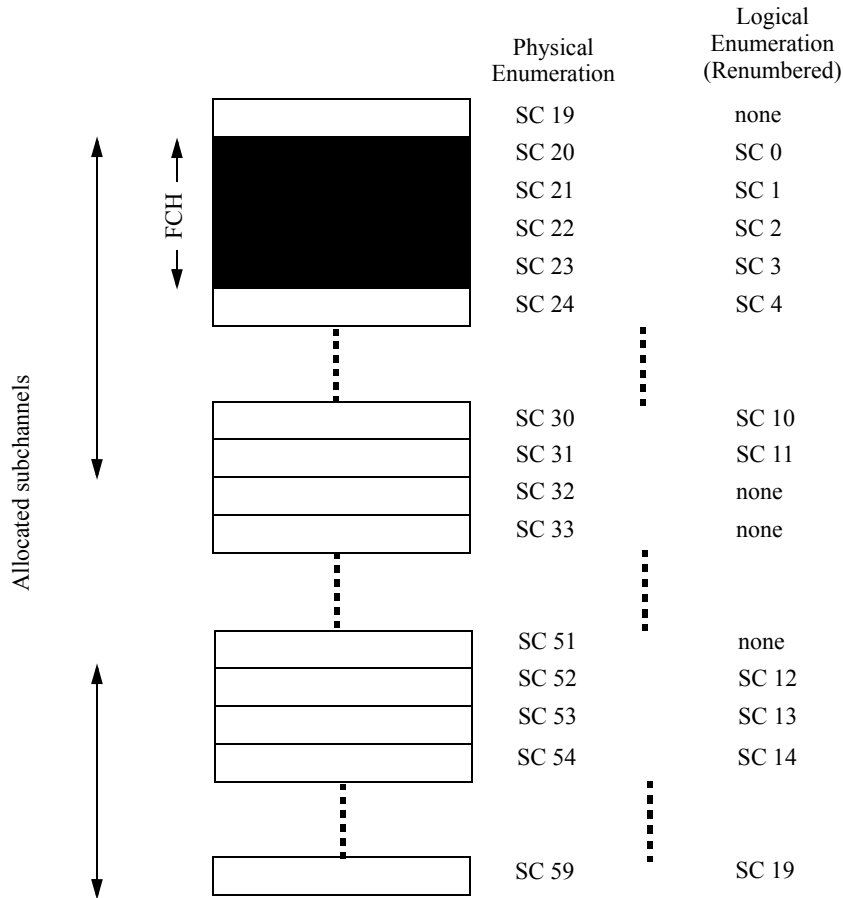 Physical
Enumeration
Logical
Enumeration
(Renumbered)
SC 19 none
SC 20 SC 0
SC 21 SC 1
SC 22 SC 2
SC 23 SC 3
SC 24 SC 4
FCH
SC 30 SC 10
SC 31 SC 11
SC 32 none
SC 33 none
Allocated subchannels
SC 51 none
SC 52 SC 12
SC 53 SC 13
SC 54 SC 14
SC 59 SC 19